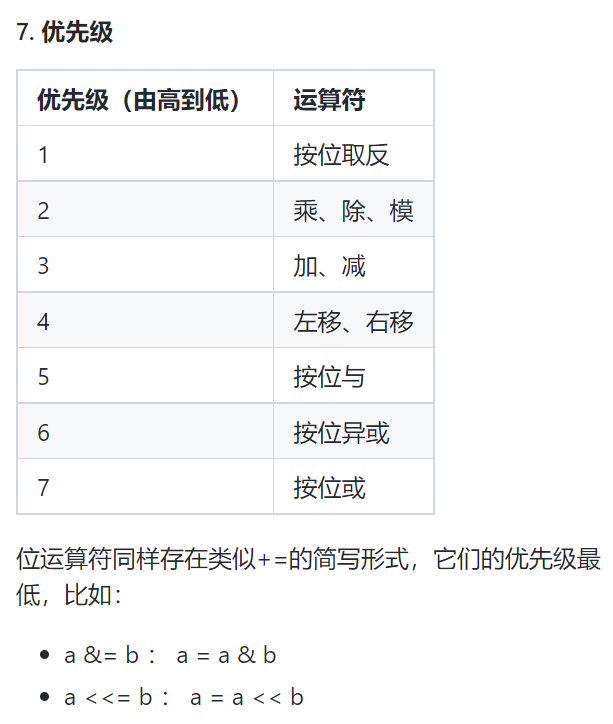 7. 优先级
优先级（由高到低） 运算符
1 按位取反
2 乘、除、模
3 加、减
4 左移、右移
5 按位与
6 按位异或
7 按位或
位运算符同样存在类似+=的简写形式，它们的优先级最
低，比如：
• a &= b： a = a & b
• a <<= b： a = a << b